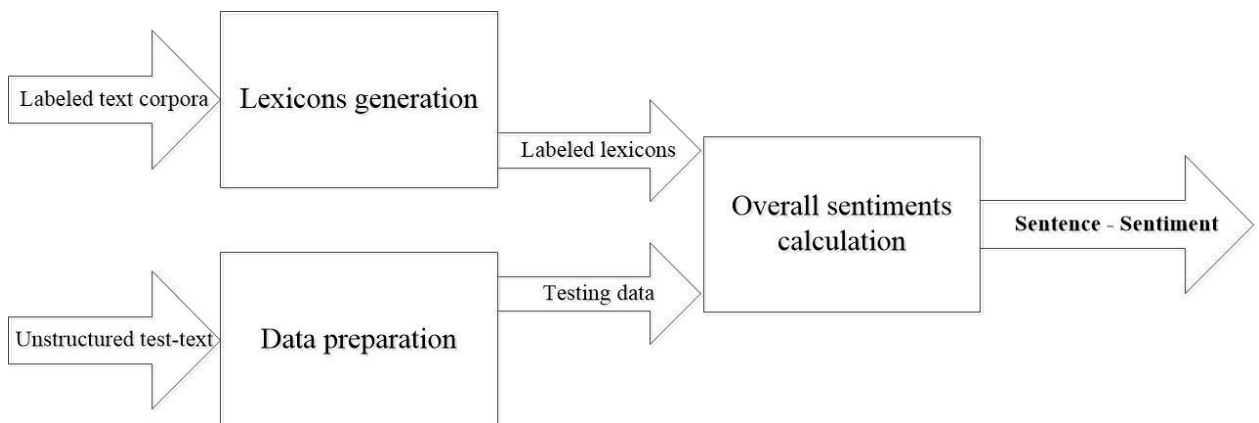 Labeled text corpora
Lexicons generation
Labeled lexicons
Overall sentiments
calculation
Sentence - Sentiment
Unstructured test-text
Data preparation
Testing data